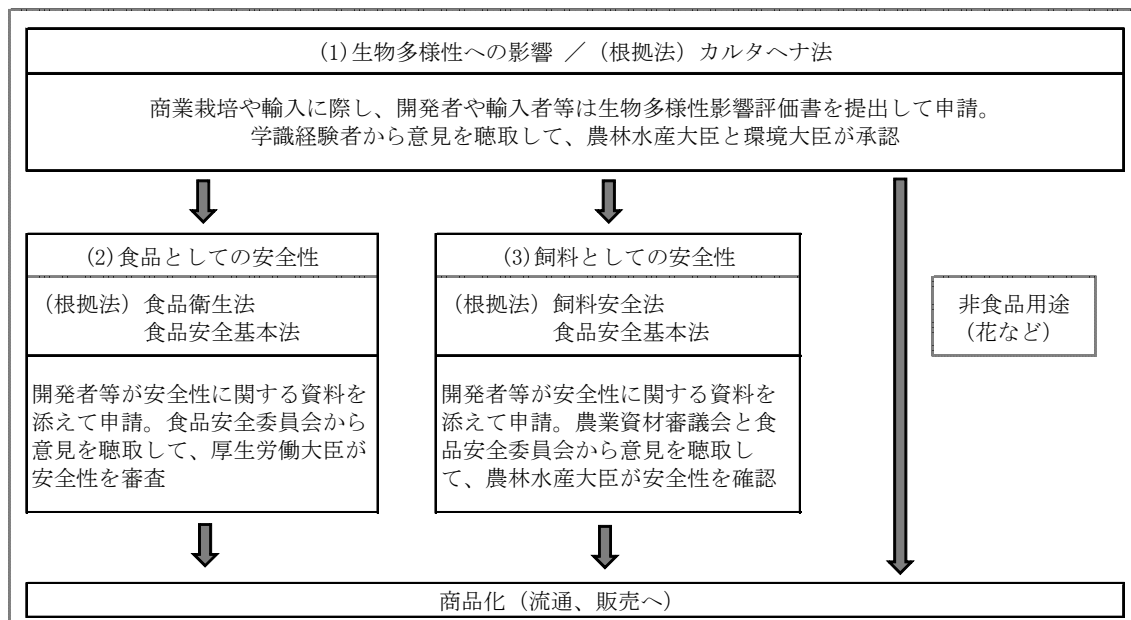 (1)生物多様性への影響 ／（根拠法）カルタヘナ法
商業栽培や輸入に際し、開発者や輸入者等は生物多様性影響評価書を提出して申請。
学識経験者から意見を聴取して、農林水産大臣と環境大臣が承認
(2)食品としての安全性
（根拠法）食品衛生法
食品安全基本法
開発者等が安全性に関する資料を
添えて申請。食品安全委員会から
意見を聴取して、厚生労働大臣が
安全性を審査
(3)飼料としての安全性
（根拠法）飼料安全法
食品安全基本法
開発者等が安全性に関する資料を
添えて申請。農業資材審議会と食
品安全委員会から意見を聴取し
て、農林水産大臣が安全性を確認
非食品用途
（花など）
商品化（流通、販売へ）